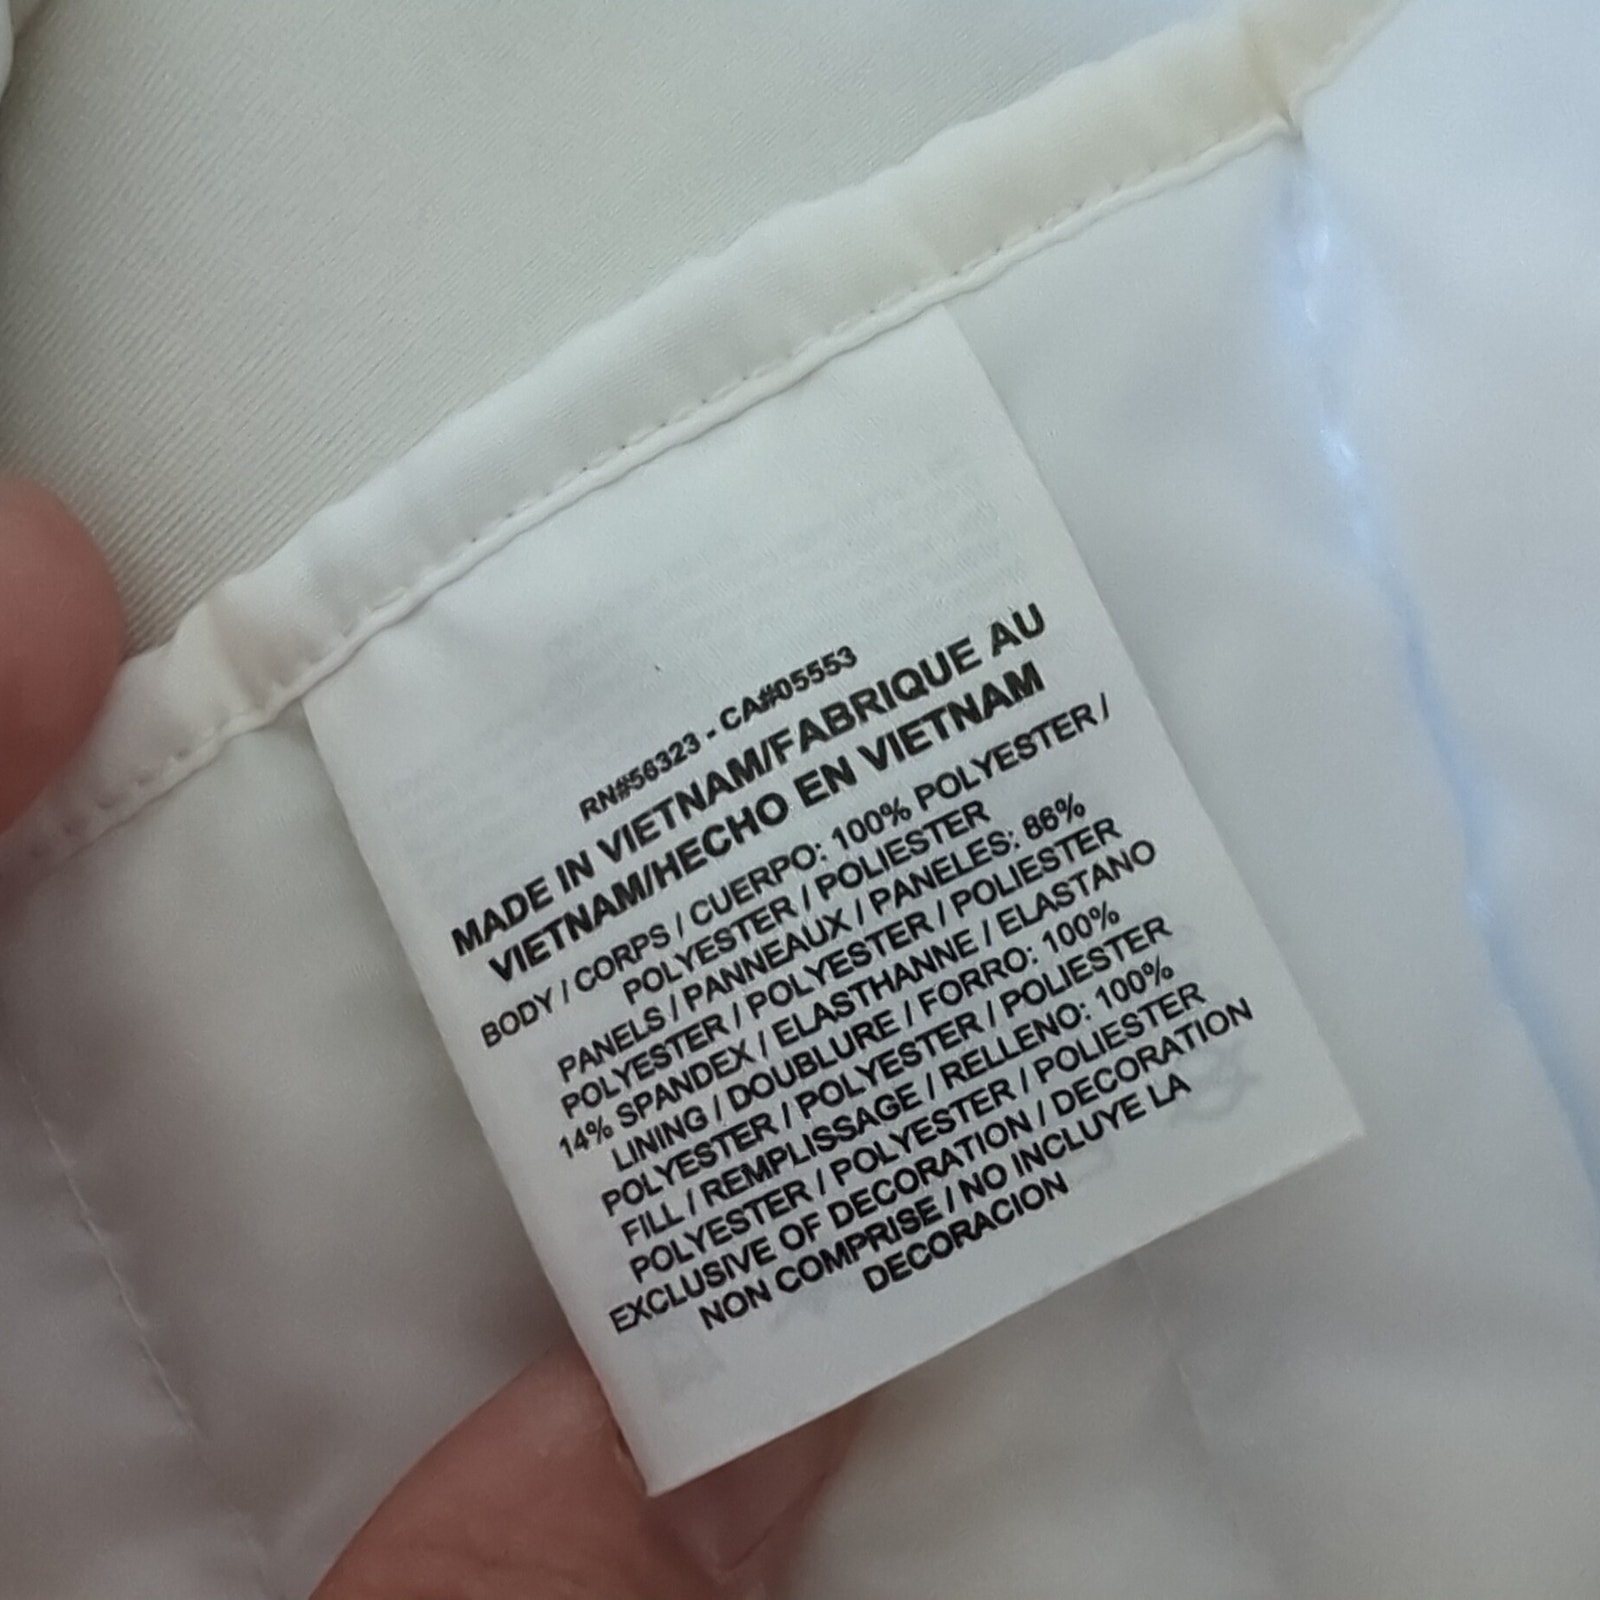 RN#56323 - CA#05553
MADE IN VIETNAM/FABRIQUE AU
VIETNAM/HECHO EN VIETNAM
BODY / CORPS / CUERPO: 100% POLYESTER /
POLYESTER / POLIESTER
PANELS / PANNEAUX / PANELES: 86%
POLYESTER / POLYESTER / POLIESTER
14% SPANDEX / ELASTHANNE / ELASTANO
LINING / DOUBLURE / FORRO: 100%
POLYESTER / POLYESTER / POLIESTER
FILL / REMPLISSAGE / RELLENO: 100%
POLYESTER / POLYESTER / POLIESTER
EXCLUSIVE OF DECORATION / DECORATION
NON COMPRISE / NO INCLUYE LA
DECORACION